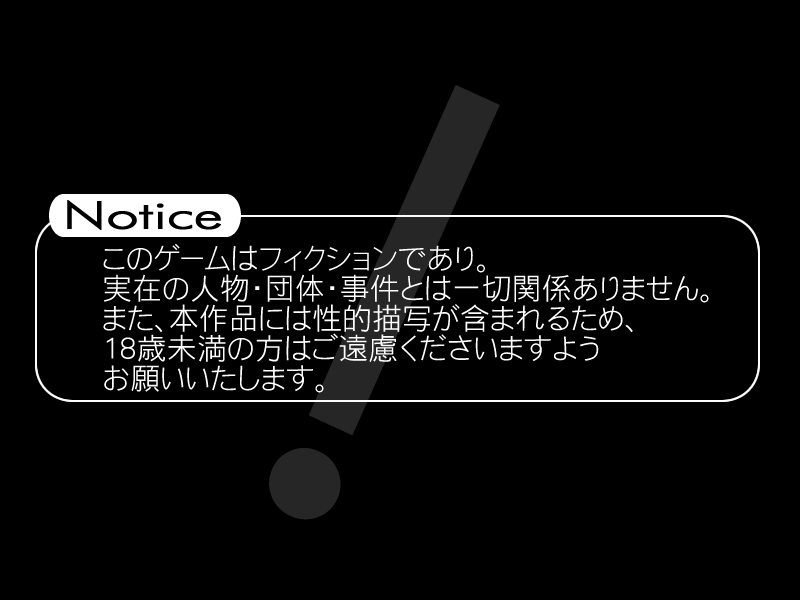 Notice
このゲームはフィクションであり。
実在の人物・団体・事件とは一切関係ありません。
また、本作品には性的描写が含まれるため、
18歳未満の方はご遠慮くださいますよう
お願いいたします。